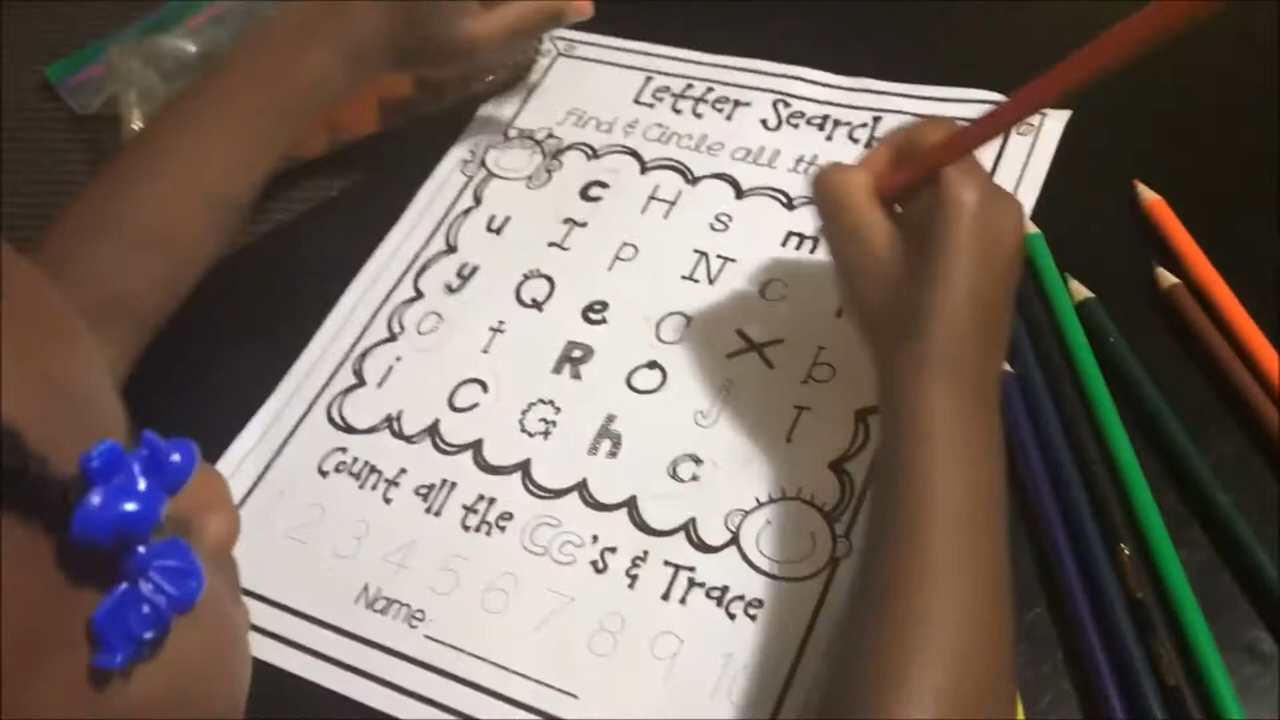 Letter Search
Find & Circle all the
c H s m
u I p N c
y Q e X b
t R O j
i C G h c
Count all the Cc's & Trace
2 3 4 5 6 7 8 9 10
Name